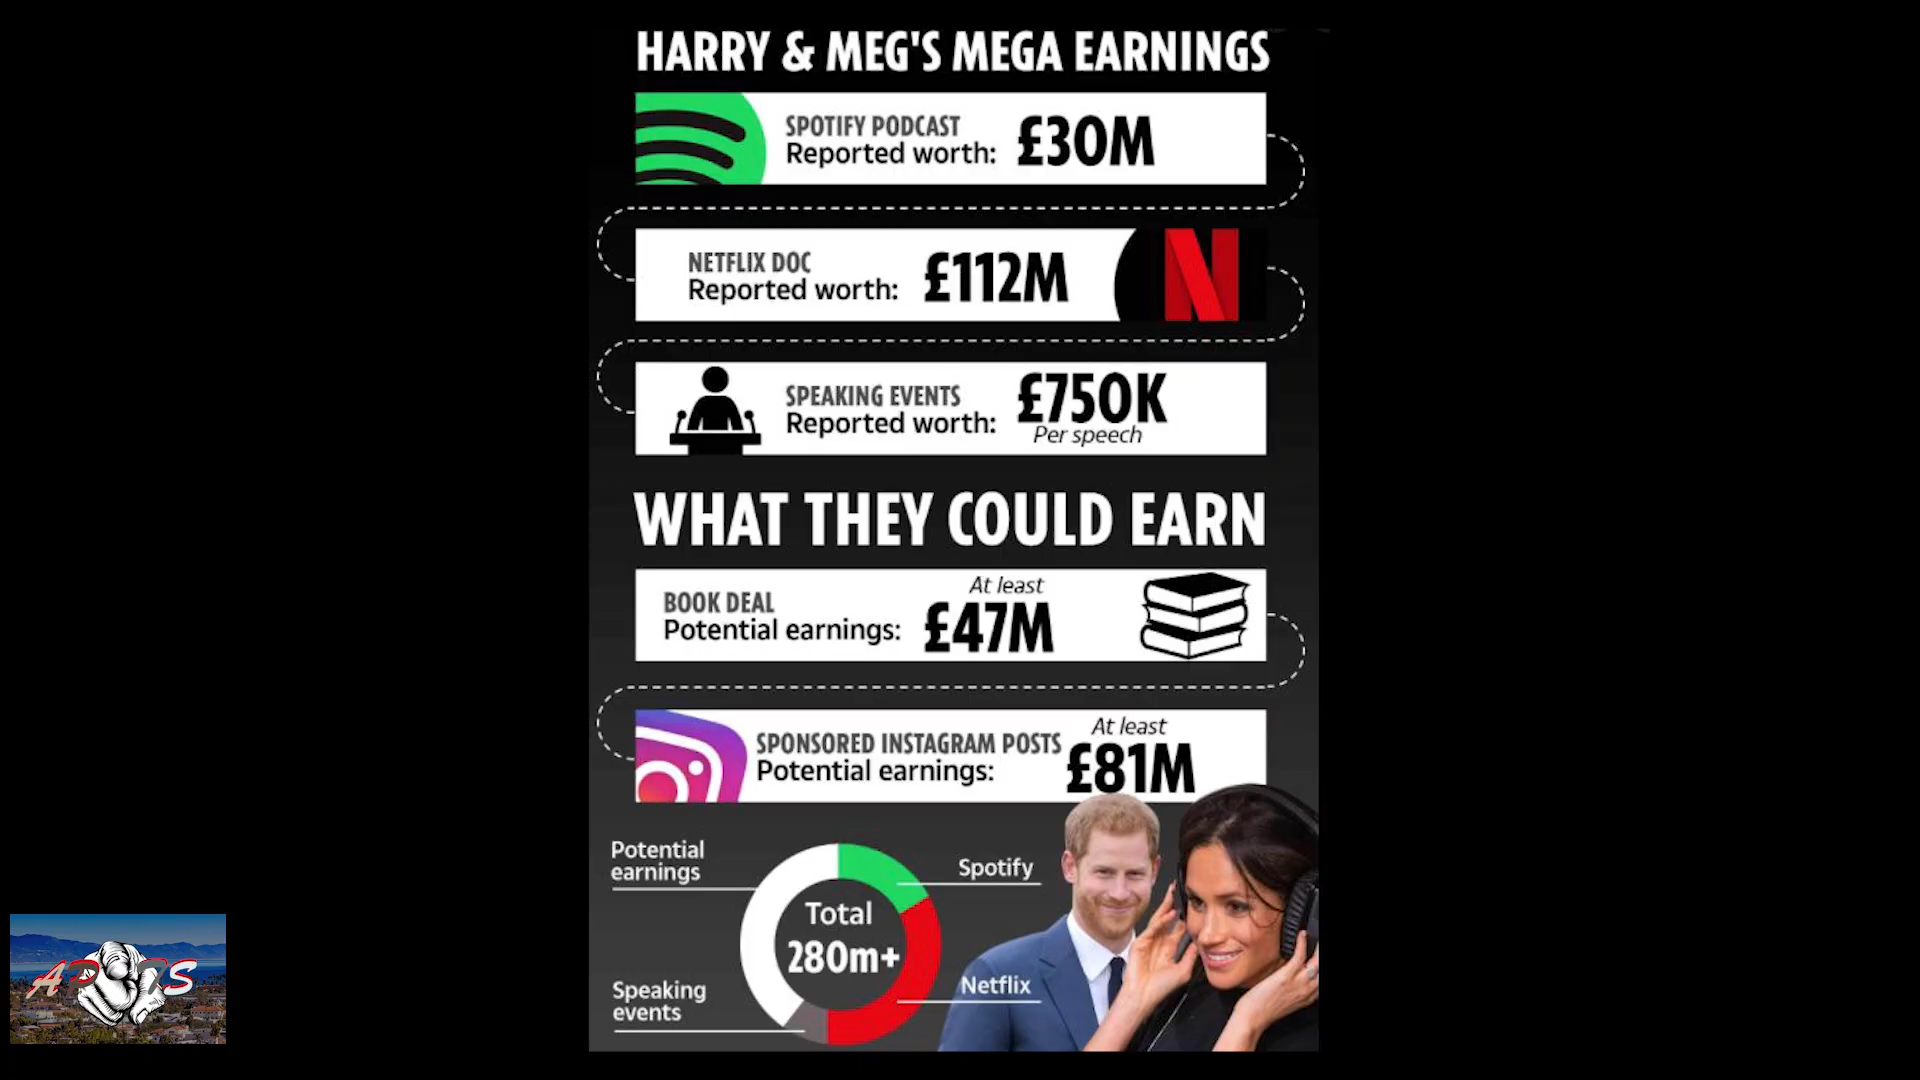 HARRY & MEG'S MEGA EARNINGS
SPOTIFY PODCAST
Reported worth: £30M
NETFLIX DOC
Reported worth: £112M
SPEAKING EVENTS
Reported worth: £750K
Per speech
WHAT THEY COULD EARN
BOOK DEAL
Potential earnings:
At least
£47M
SPONSORED INSTAGRAM POSTS
Potential earnings:
At least
£81M
Potential
earnings
Spotify
Total
280m+
Speaking
events
Netflix